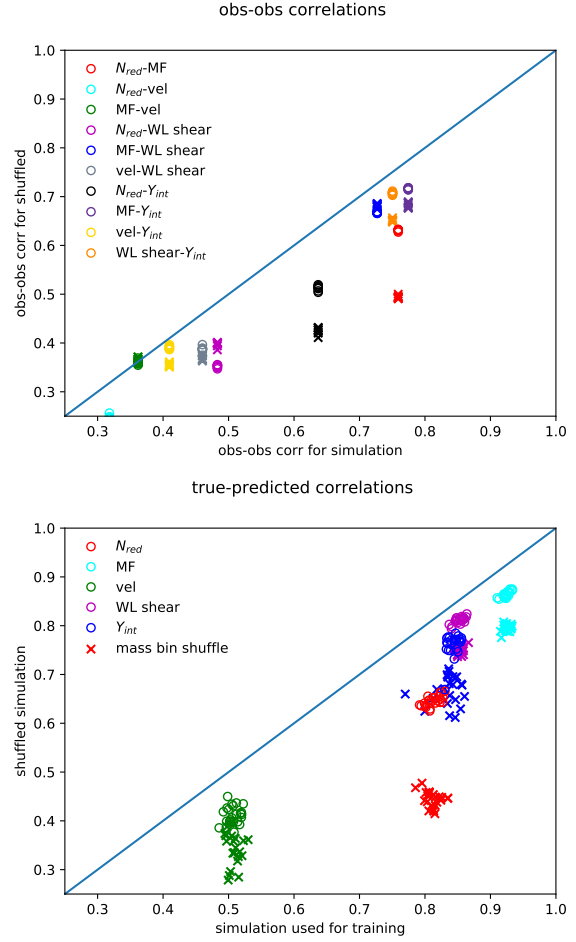 obs-obs correlations
1.0
0.9
0.8
0.7
0.6
0.5
0.4
0.3
obs-obs corr for shuffled
N_red-MF
N_red-vel
MF-vel
N_red-WL shear
MF-WL shear
vel-WL shear
N_red-Y_int
MF-Y_int
vel-Y_int
WL shear-Y_int
0.3 0.4 0.5 0.6 0.7 0.8 0.9 1.0
obs-obs corr for simulation
true-predicted correlations
1.0
0.9
0.8
0.7
0.6
0.5
0.4
0.3
shuffled simulation
N_red
MF
vel
WL shear
Y_int
mass bin shuffle
0.3 0.4 0.5 0.6 0.7 0.8 0.9 1.0
simulation used for training